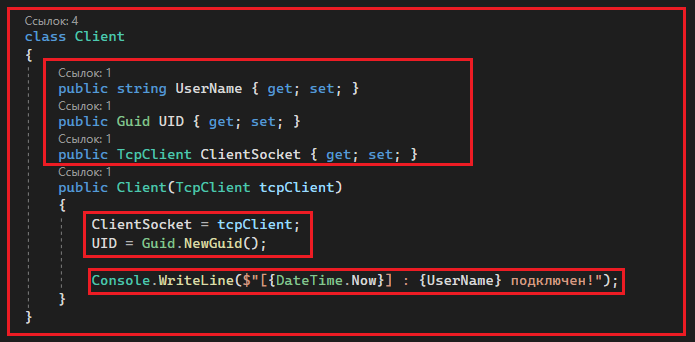 Ссылок: 4
class Client
{
Ссылок: 1
public string UserName { get; set; }
Ссылок: 1
public Guid UID { get; set; }
Ссылок: 1
public TcpClient ClientSocket { get; set; }
Ссылок: 1
public Client(TcpClient tcpClient)
{
ClientSocket = tcpClient;
UID = Guid.NewGuid();
Console.WriteLine($"[{DateTime.Now}] : {UserName} подключен!");
}
}